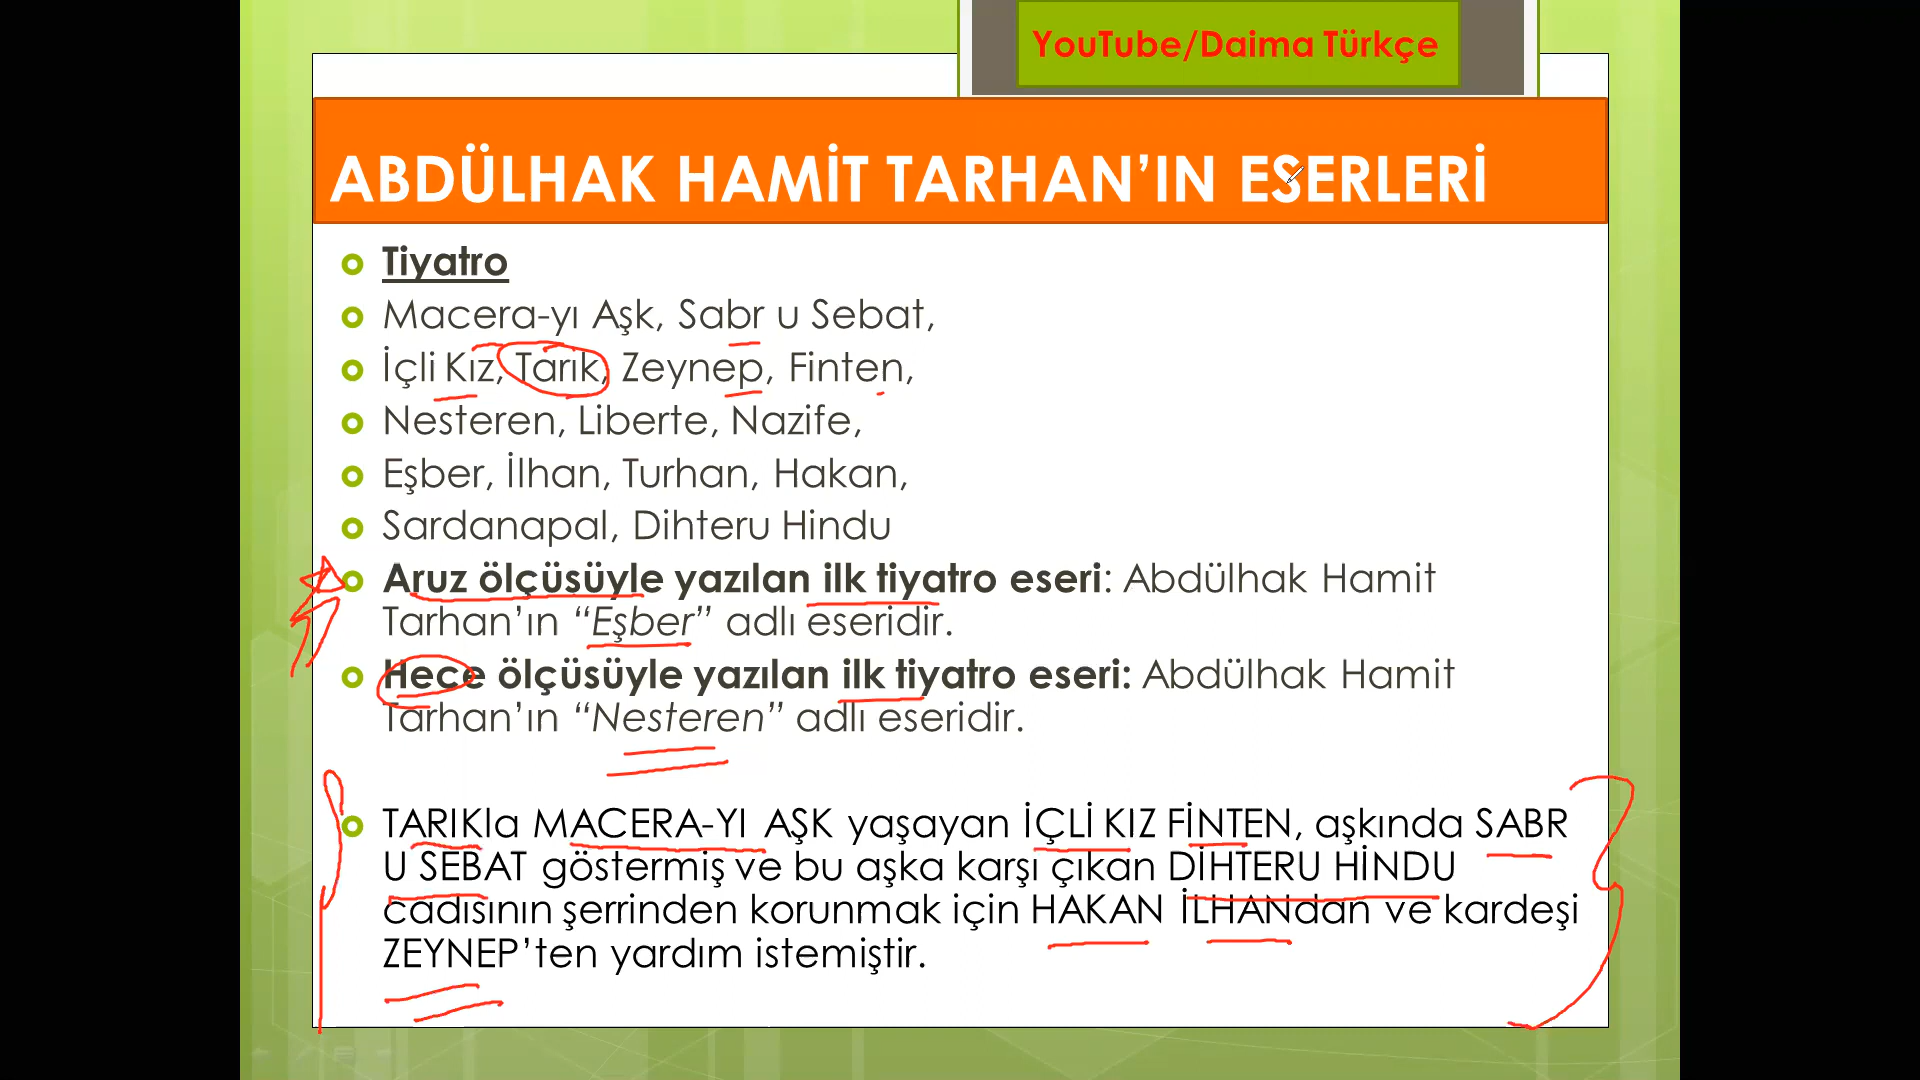 YouTube/Daima Türkçe
ABDÜLHAK HAMİT TARHAN’IN ESERLERİ
Tiyatro
Macera-yı Aşk, Sabr u Sebat,
İçli Kız, Tarık, Zeynep, Finten,
Nesteren, Liberte, Nazife,
Eşber, İlhan, Turhan, Hakan,
Sardanapal, Dihteru Hindu
Aruz ölçüsüyle yazılan ilk tiyatro eseri: Abdülhak Hamit
Tarhan’ın “Eşber” adlı eseridir.
Hece ölçüsüyle yazılan ilk tiyatro eseri: Abdülhak Hamit
Tarhan’ın “Nesteren” adlı eseridir.
TARIKla MACERA-YI AŞK yaşayan İÇLİ KIZ FİNTEN, aşkında SABR
U SEBAT göstermiş ve bu aşka karşı çıkan DİHTERU HİNDU
cadısının şerrinden korunmak için HAKAN İLHANdan ve kardeşi
ZEYNEP’ten yardım istemiştir.